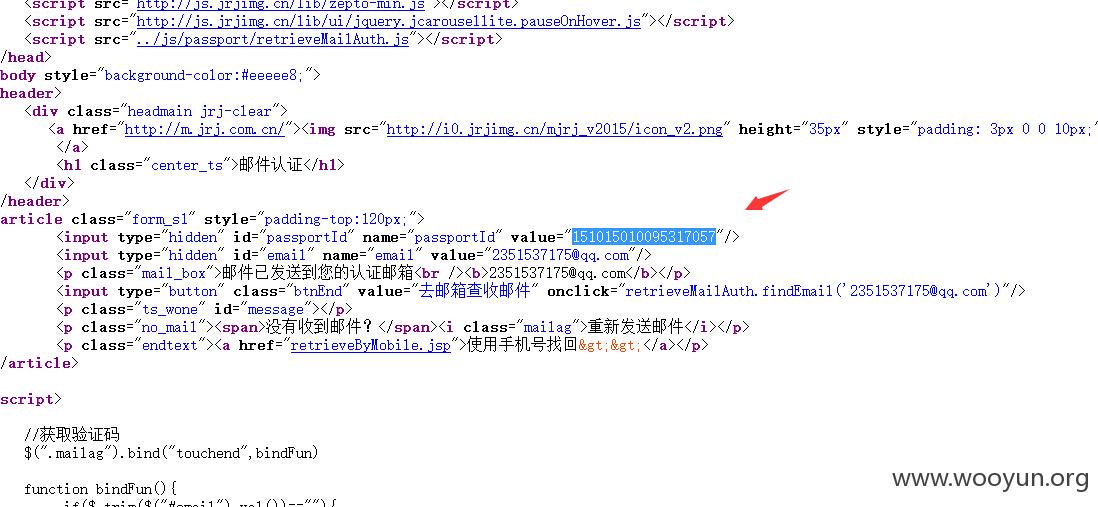 <script src="http://js.jrjimg.cn/lib/zepto-min.js"></script>
<script src="http://js.jrjimg.cn/lib/ui/jquery.jcarousellite.pauseOnHover.js"></script>
<script src="../js/passport/retrieveMailAuth.js"></script>
/head>
body style="background-color:#eeeee8;">
header>
<div class="headmain jrj-clear">
<a href="http://m.jrj.com.cn/"><img src="http://i0.jrjimg.cn/mjrj_v2015/icon_v2.png" height="35px" style="padding: 3px 0 0 10px;"
</a>
<h1 class="center_ts">邮件认证</h1>
</div>
/header>
article class="form_s1" style="padding-top:120px;">
<input type="hidden" id="passportId" name="passportId" value="151015010095317057"/>
<input type="hidden" id="email" name="email" value="2351537175@qq.com"/>
<p class="mail_box">邮件已发送到您的认证邮箱<br /><b>2351537175@qq.com</b></p>
<input type="button" class="btnEnd" value="去邮箱查收邮件" onclick="retrieveMailAuth.findEmail('2351537175@qq.com')"/>
<p class="ts_wone" id="message"></p>
<p class="no_mail"><span>没有收到邮件？</span><i class="mailag">重新发送邮件</i></p>
<p class="endtext"><a href="retrieveByMobile.jsp">使用手机号找回&gt;&gt;</a></p>
/article>
script>
//获取验证码
$(".mailag").bind("touchend",bindFun)
function bindFun(){
if($.trim($("#email").val())==""){
www.wooyun.org